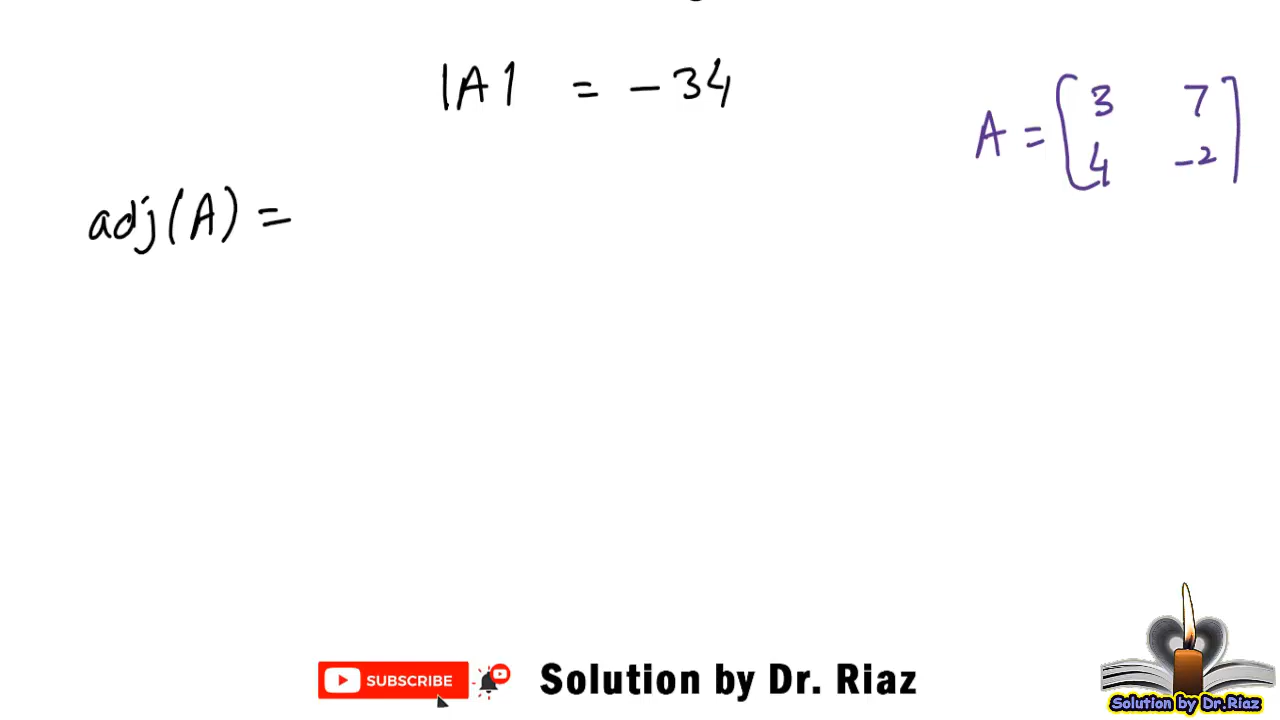 |A| = -34
A = [3 7
4 -2]
adj(A) =
SUBSCRIBE
Solution by Dr. Riaz
Solution by Dr.Riaz